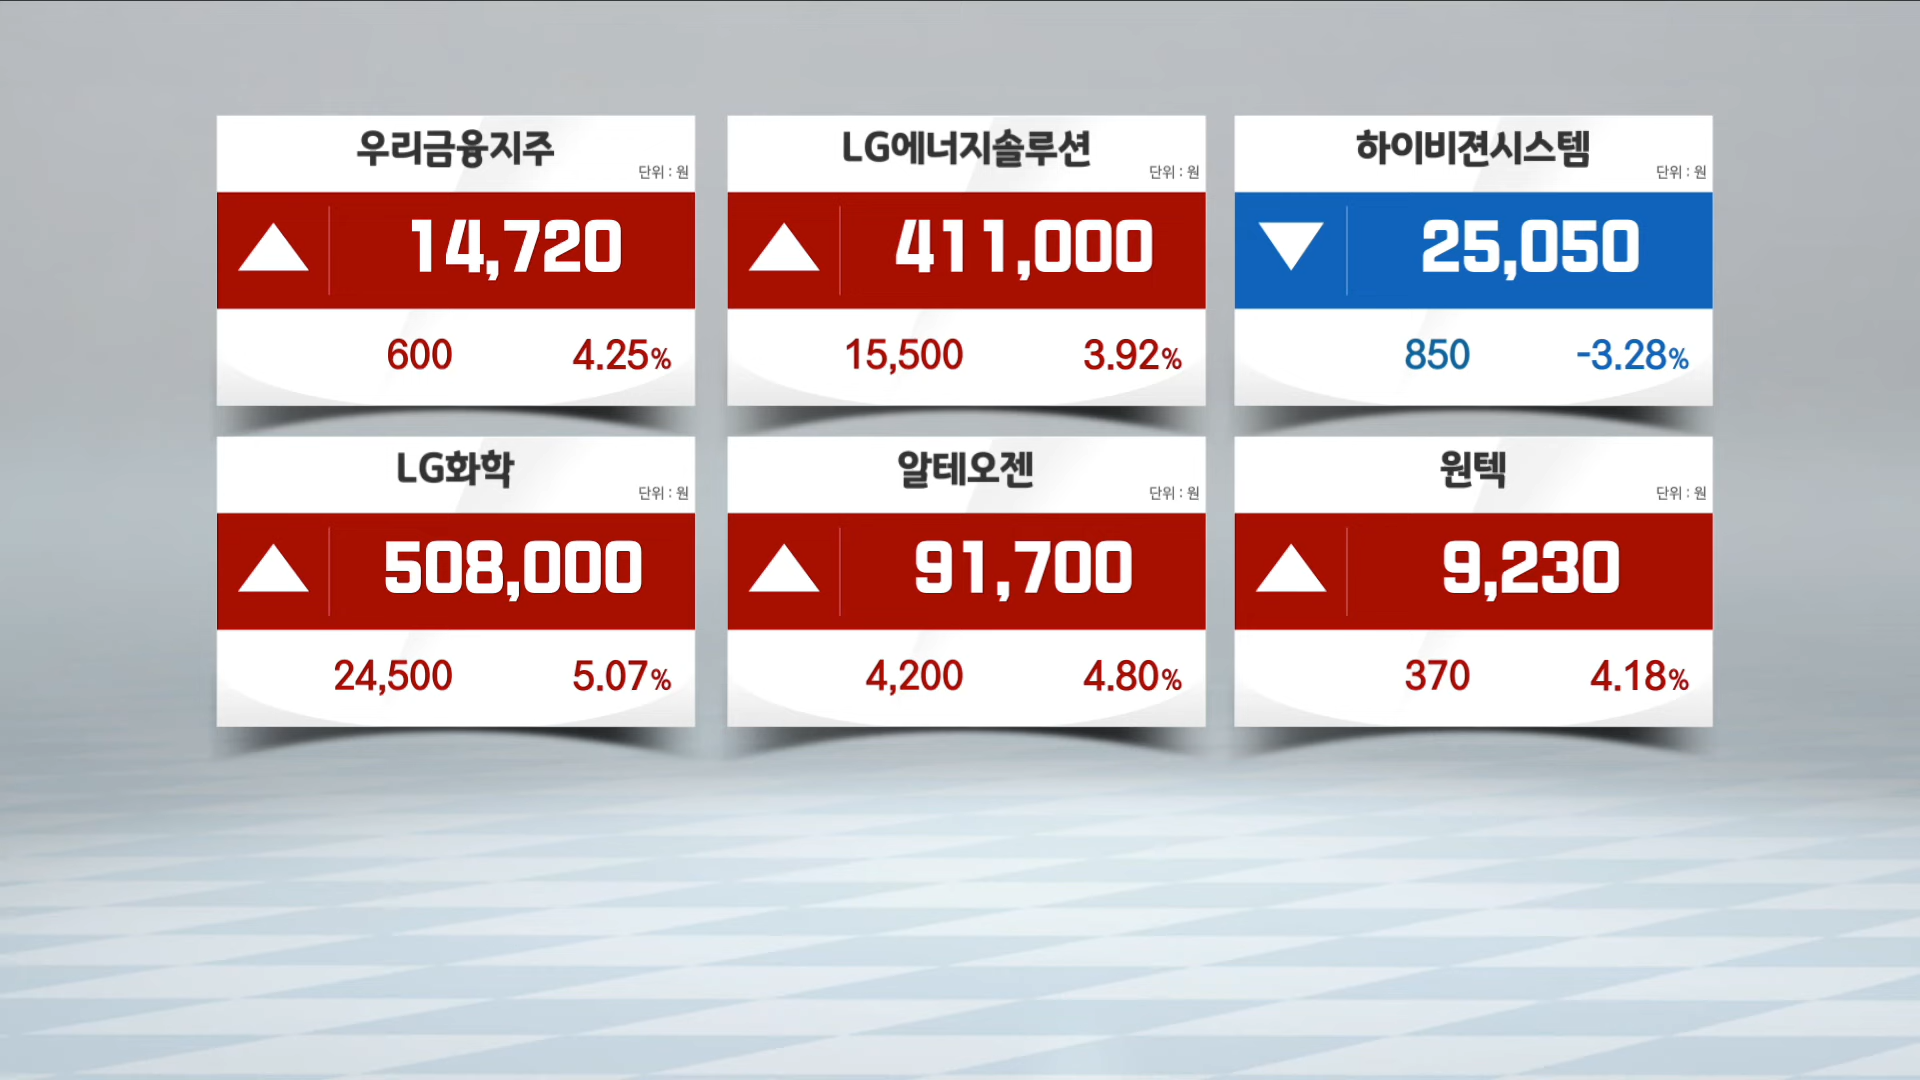 우리금융지주
단위 : 원
14,720
600 4.25%
LG에너지솔루션
단위 : 원
411,000
15,500 3.92%
하이비젼시스템
단위 : 원
25,050
850 -3.28%
LG화학
단위 : 원
508,000
24,500 5.07%
알테오젠
단위 : 원
91,700
4,200 4.80%
원텍
단위 : 원
9,230
370 4.18%